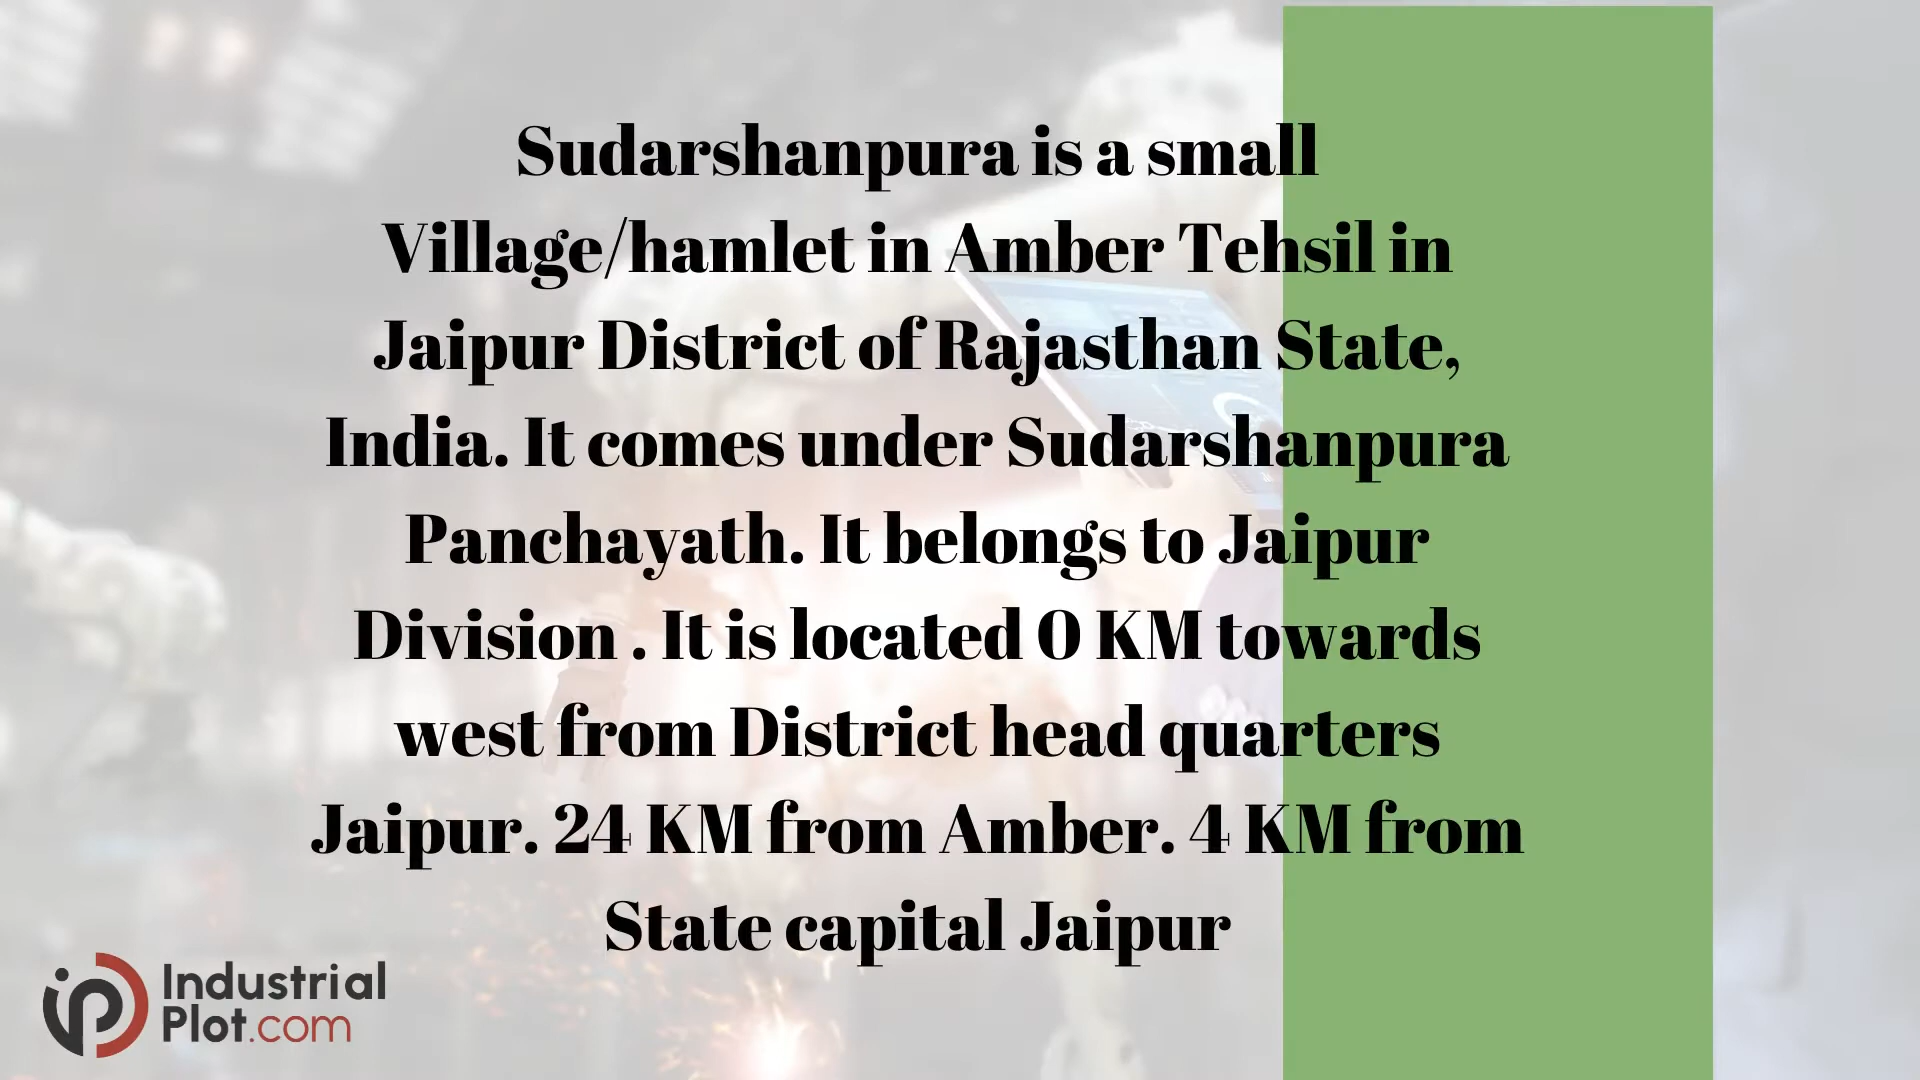 Sudarshanpura is a small
Village/hamlet in Amber Tehsil in
Jaipur District of Rajasthan State,
India. It comes under Sudarshanpura
Panchayath. It belongs to Jaipur
Division . It is located 0 KM towards
west from District head quarters
Jaipur. 24 KM from Amber. 4 KM from
State capital Jaipur
ip Industrial
Plot.com